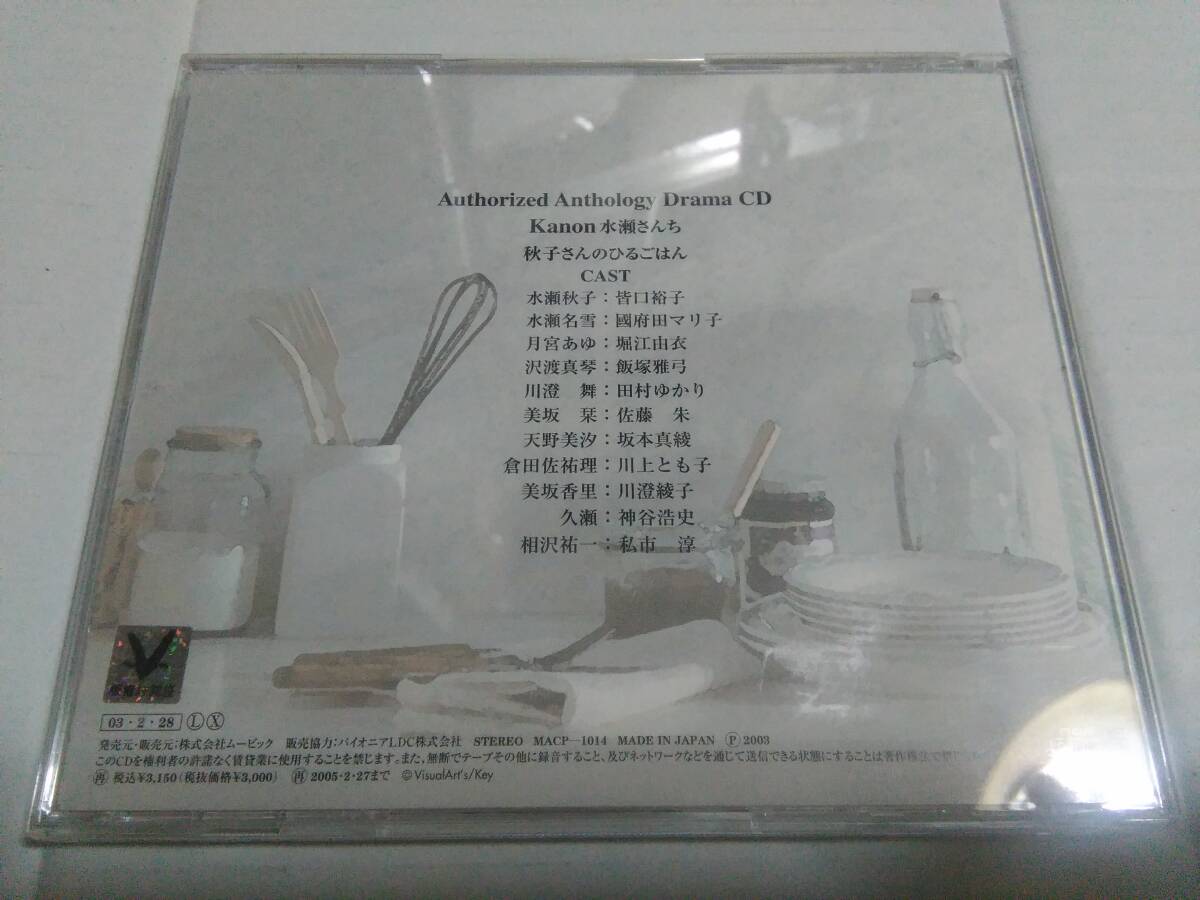 Authorized Anthology Drama CD
Kanon 水瀬さんち
秋子さんのひるごはん
CAST
水瀬秋子：皆口裕子
水瀬名雪：國府田マリ子
月宮あゆ：堀江由衣
沢渡真琴：飯塚雅弓
川澄　舞：田村ゆかり
美坂　栞：佐藤　朱
天野美汐：坂本真綾
倉田佐祐理：川上とも子
美坂香里：川澄綾子
久瀬：神谷浩史
相沢祐一：私市　淳
V
03・2・28 Ⓛ Ⓧ
発売元・販売元：株式会社ムービック　販売協力：パイオニアLDC株式会社　STEREO　MACP—1014　MADE IN JAPAN　Ⓟ2003
このCDを権利者の許諾なく賃貸業に使用することを禁じます。また、無断でテープその他に録音すること、及びネットワークなどを通じて送信できる状態にすることは著作権法で
再 税込¥3,150（税抜価格¥3,000）　再 2005・2・27まで　©VisualArt's/Key